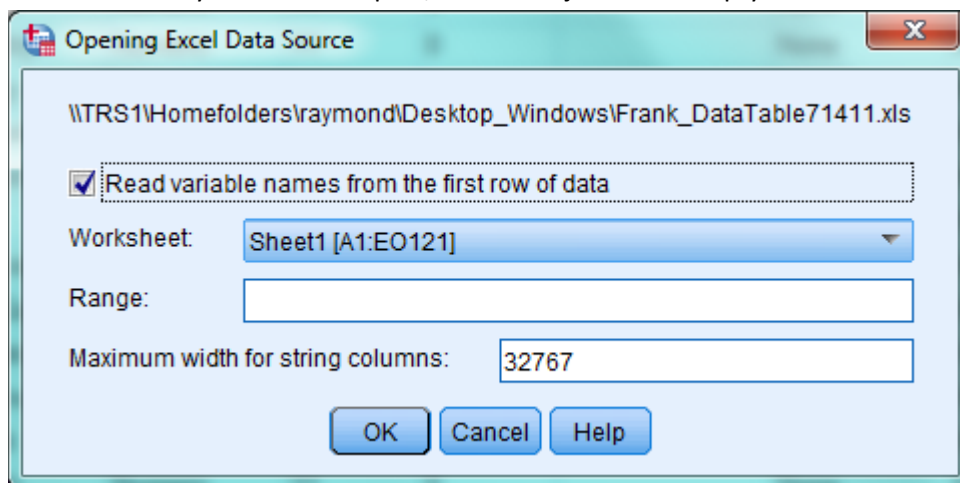 Opening Excel Data Source
\\TRS1\Homefolders\raymond\Desktop_Windows\Frank_DataTable71411.xls
Read variable names from the first row of data
Worksheet: Sheet1 [A1:EO121]
Range:
Maximum width for string columns: 32767
OK Cancel Help